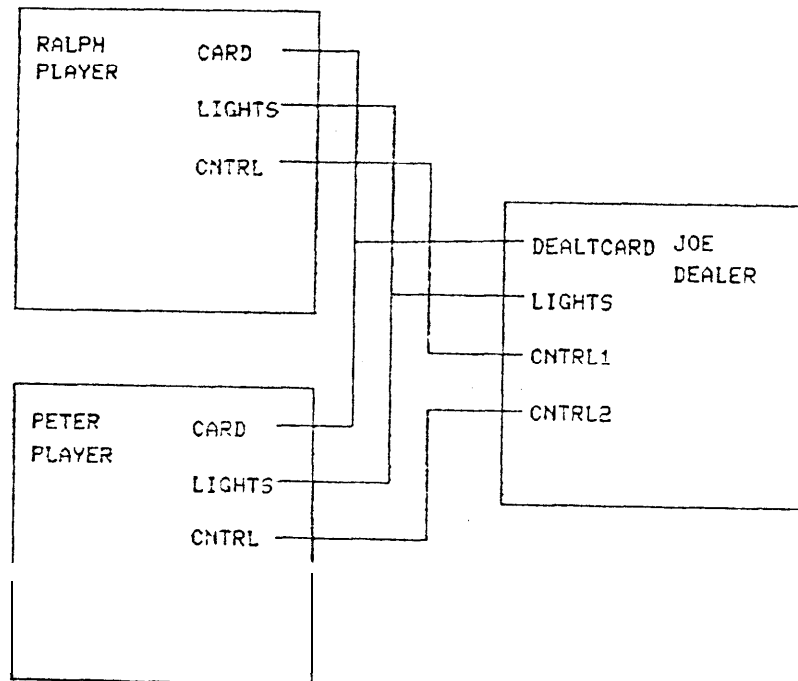 RALPH
PLAYER
CARD
LIGHTS
CNTRL
DEALTCARD
JOE
DEALER
LIGHTS
CNTRL1
CNTRL2
PETER
PLAYER
CARD
LIGHTS
CNTRL